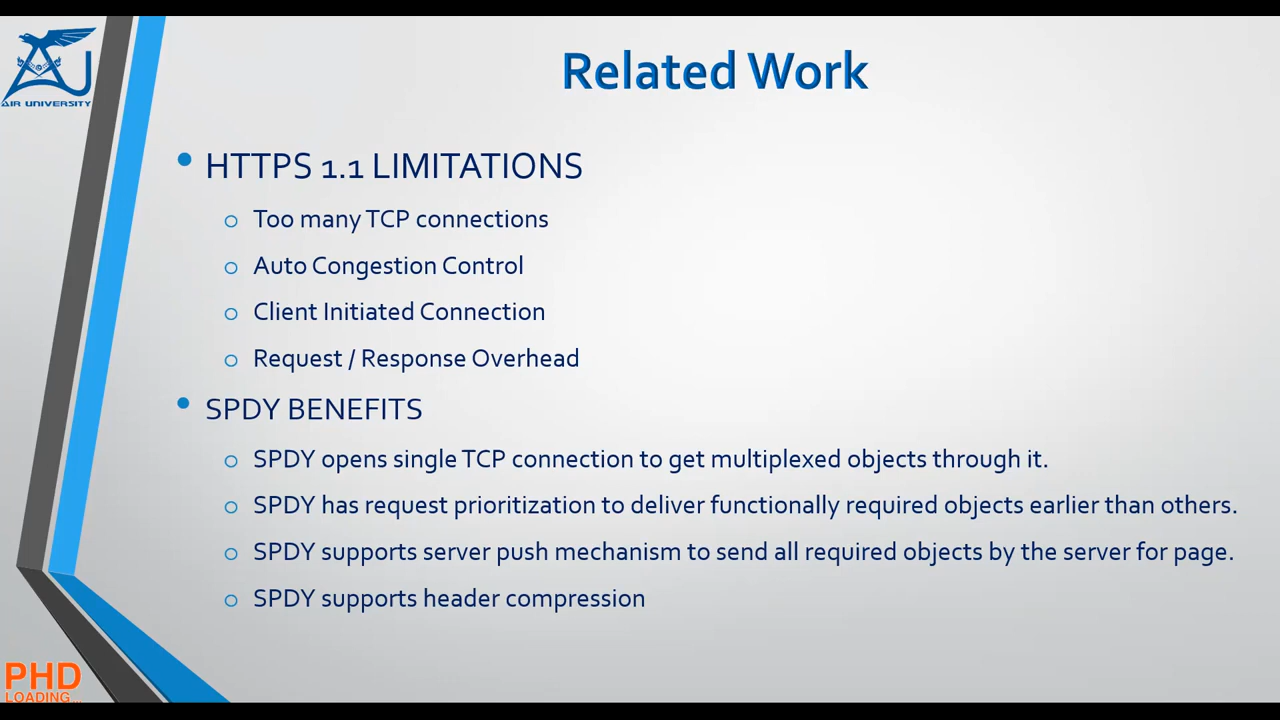 AIR UNIVERSITY
Related Work
• HTTPS 1.1 LIMITATIONS
o Too many TCP connections
o Auto Congestion Control
o Client Initiated Connection
o Request / Response Overhead
• SPDY BENEFITS
o SPDY opens single TCP connection to get multiplexed objects through it.
o SPDY has request prioritization to deliver functionally required objects earlier than others.
o SPDY supports server push mechanism to send all required objects by the server for page.
o SPDY supports header compression
PHD
LOADING...